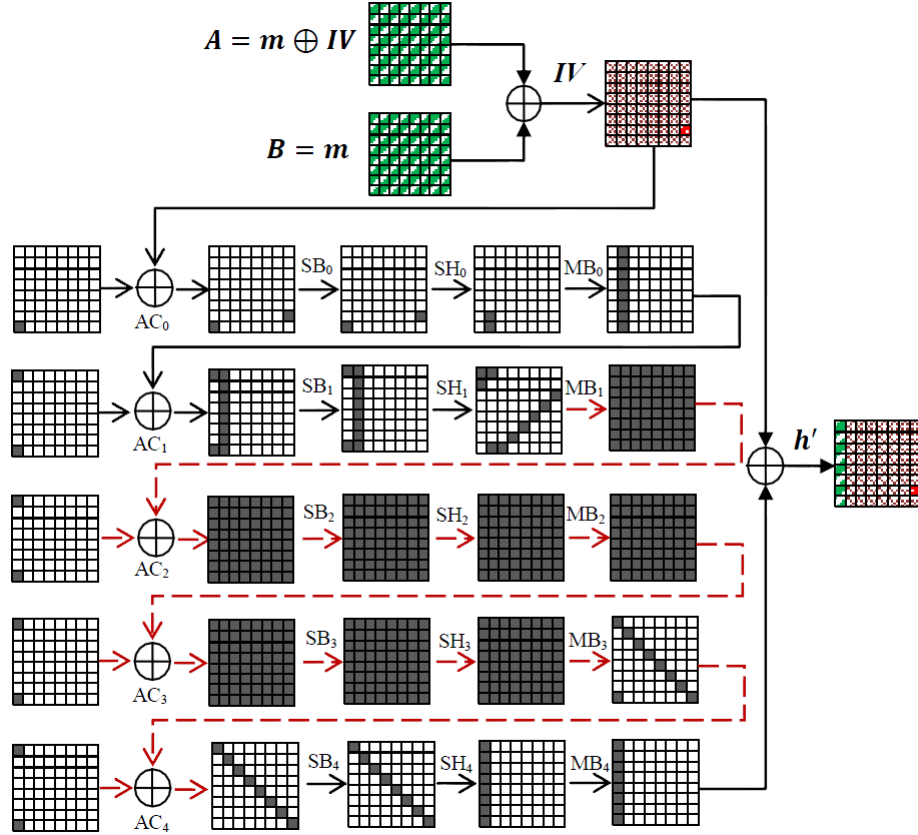 A = m ⊕ IV
IV
B = m
SB₀ SH₀ MB₀
AC₀
SB₁ SH₁ MB₁
AC₁
h′
SB₂ SH₂ MB₂
AC₂
SB₃ SH₃ MB₃
AC₃
SB₄ SH₄ MB₄
AC₄